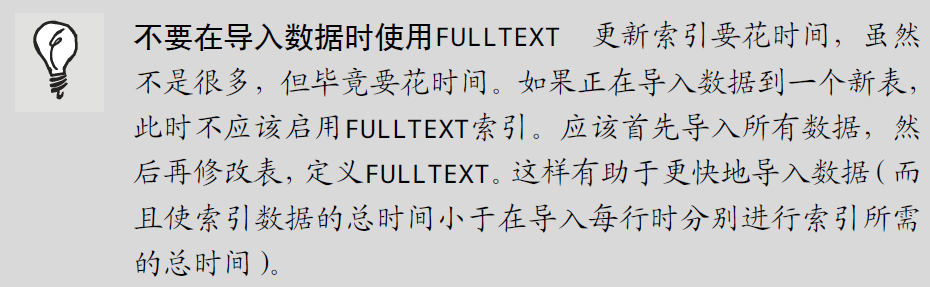 不要在导入数据时使用FULLTEXT 更新索引要花时间，虽然
不是很多，但毕竟要花时间。如果正在导入数据到一个新表，
此时不应该启用FULLTEXT索引。应该首先导入所有数据，然
后再修改表，定义FULLTEXT。这样有助于更快地导入数据（而
且使索引数据的总时间小于在导入每行时分别进行索引所需
的总时间）。